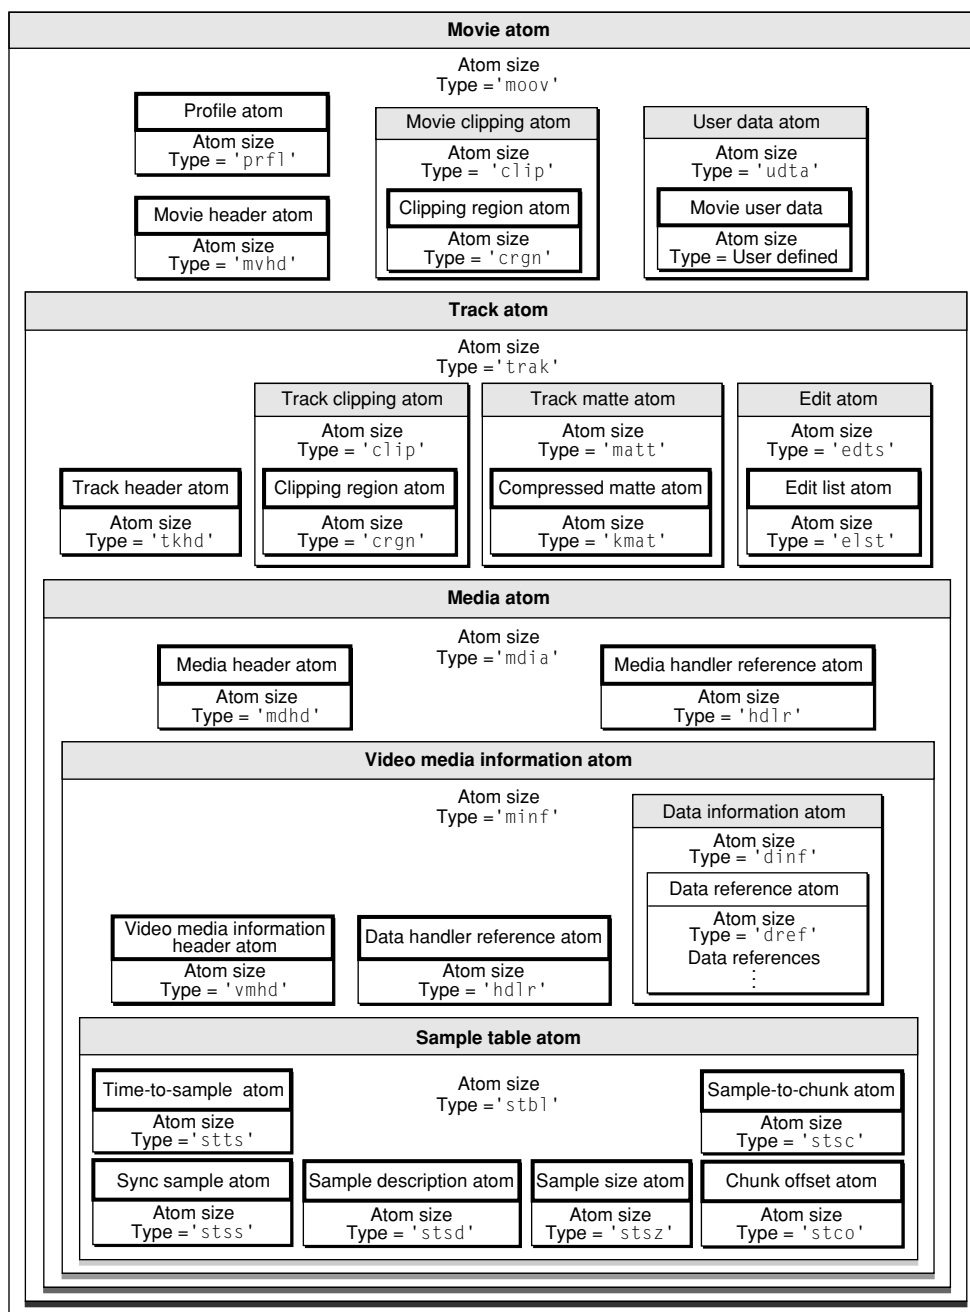 Movie atom
Atom size
Type ='moov'
Profile atom
Atom size
Type = 'prfl'
Movie header atom
Atom size
Type = 'mvhd'
Movie clipping atom
Atom size
Type = 'clip'
Clipping region atom
Atom size
Type = 'crgn'
User data atom
Atom size
Type = 'udta'
Movie user data
Atom size
Type = User defined
Track atom
Atom size
Type ='trak'
Track header atom
Atom size
Type = 'tkhd'
Track clipping atom
Atom size
Type = 'clip'
Clipping region atom
Atom size
Type = 'crgn'
Track matte atom
Atom size
Type = 'matt'
Compressed matte atom
Atom size
Type = 'kmat'
Edit atom
Atom size
Type = 'edts'
Edit list atom
Atom size
Type = 'elst'
Media atom
Atom size
Type ='mdia'
Media header atom
Atom size
Type = 'mdhd'
Media handler reference atom
Atom size
Type = 'hdlr'
Video media information atom
Atom size
Type ='minf'
Video media information
header atom
Atom size
Type = 'vmhd'
Data handler reference atom
Atom size
Type = 'hdlr'
Data information atom
Atom size
Type = 'dinf'
Data reference atom
Atom size
Type = 'dref'
Data references
⋮
Sample table atom
Atom size
Type ='stbl'
Time-to-sample atom
Atom size
Type ='stts'
Sample-to-chunk atom
Atom size
Type ='stsc'
Sync sample atom
Atom size
Type ='stss'
Sample description atom
Atom size
Type ='stsd'
Sample size atom
Atom size
Type ='stsz'
Chunk offset atom
Atom size
Type ='stco'